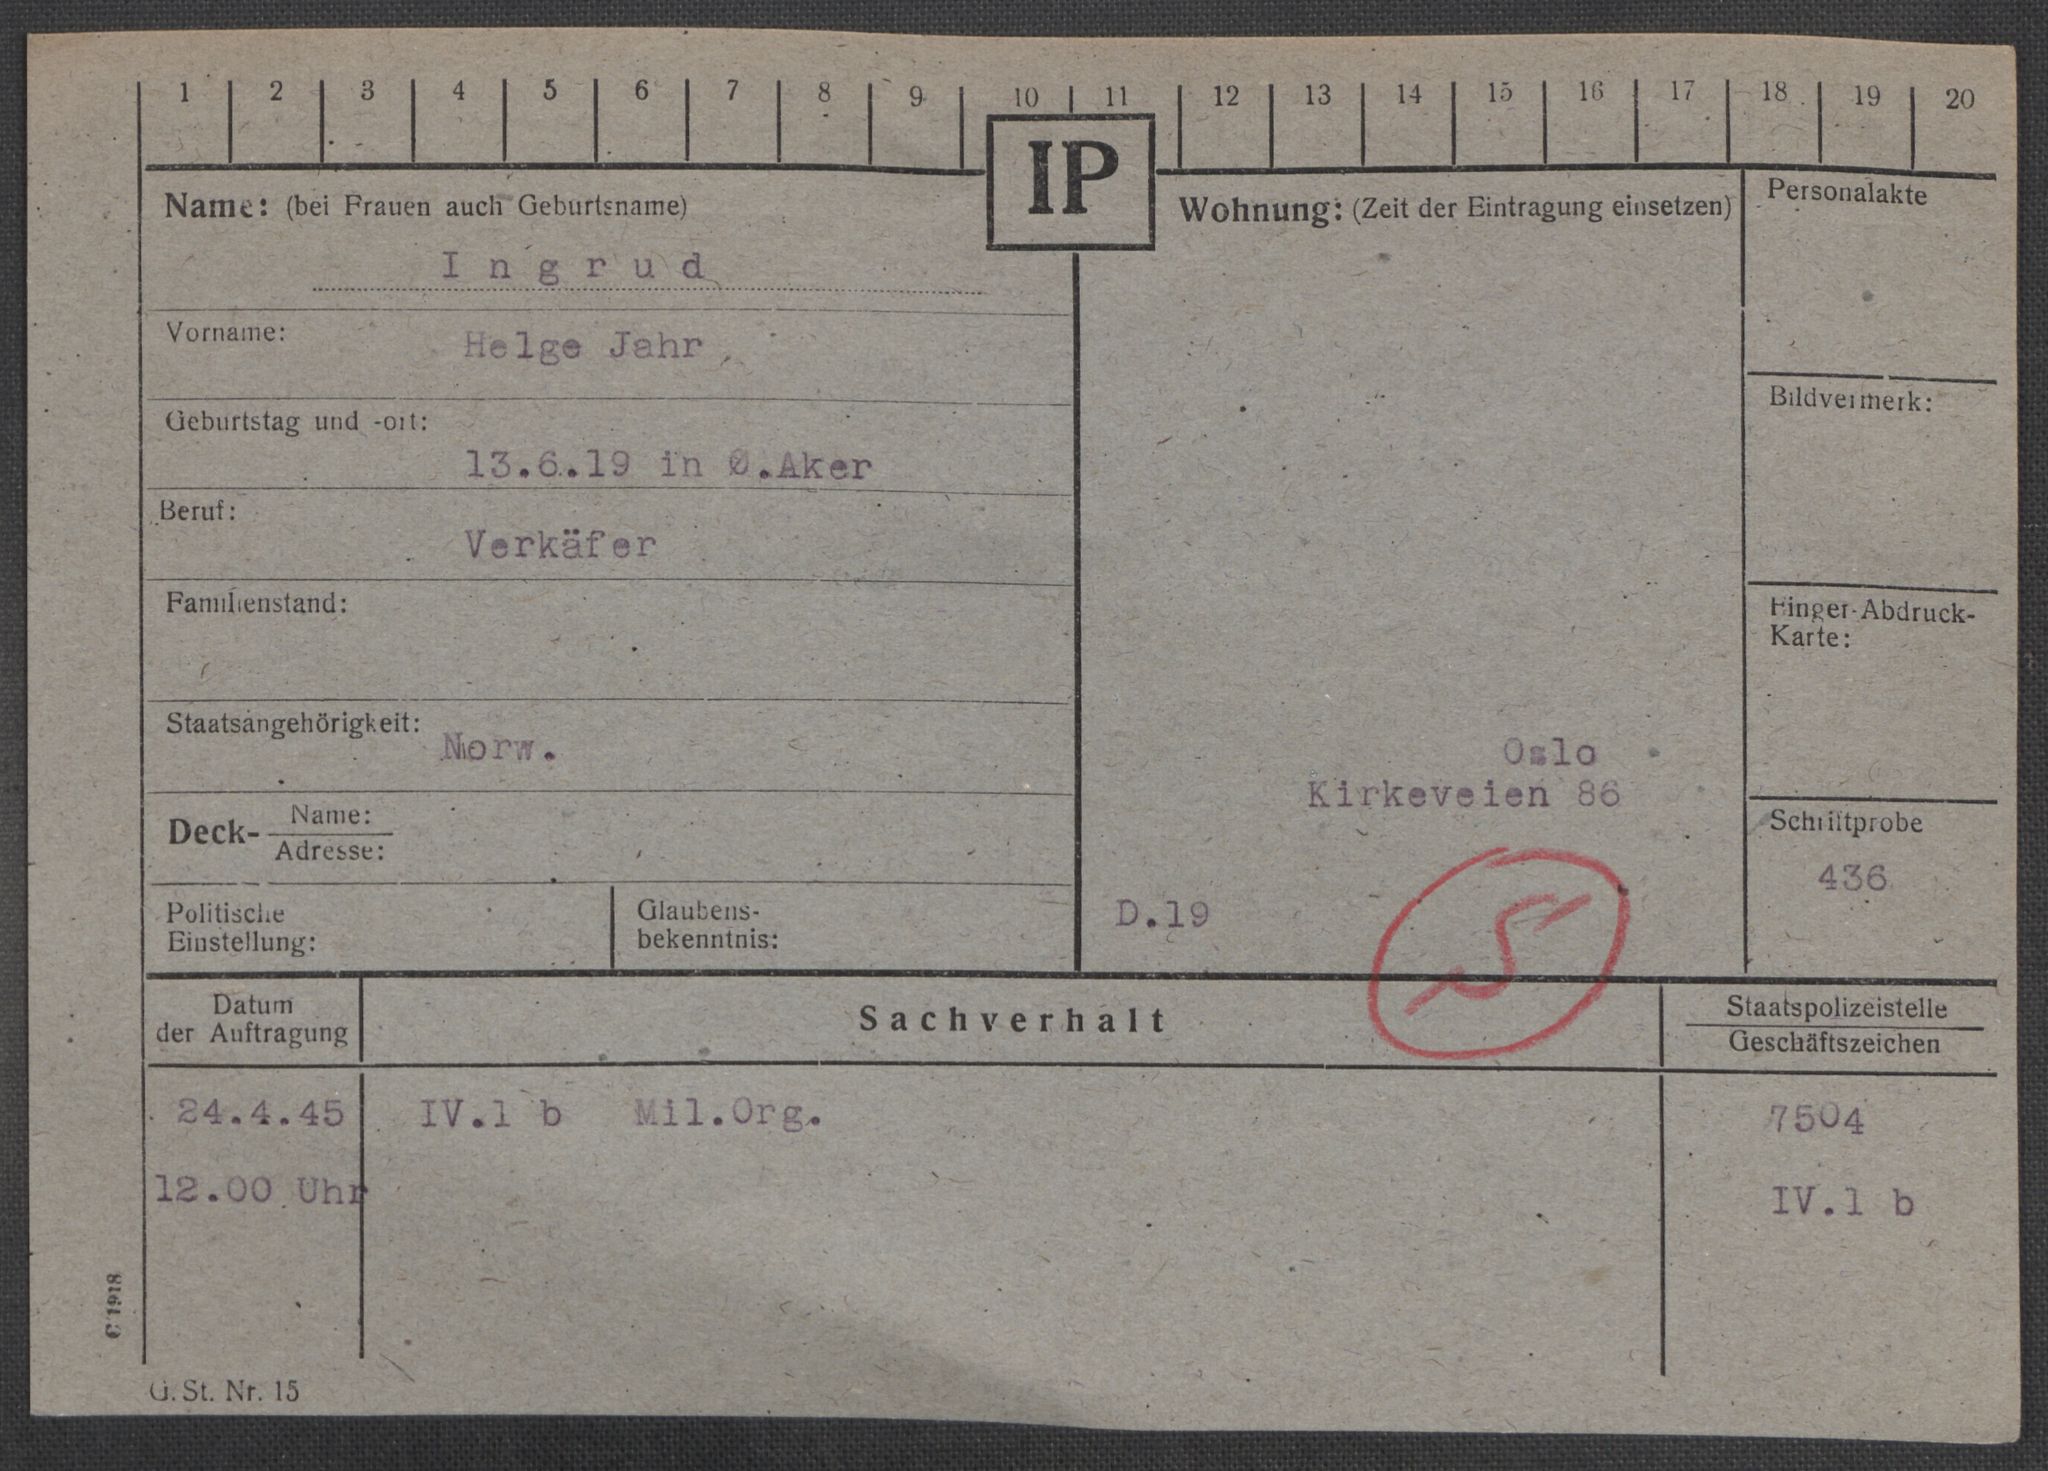 1 2 3 4 5 6 7 8 9 10 11 12 13 14 15 16 17 18 19 20
IP
Name: (bei Frauen auch Geburtsname)
Ingrud
Vorname:
Helge Jahr
Geburtstag und -ort:
13.6.19 in Ø.Aker
Beruf:
Verkäfer
Familienstand:
Staatsangehörigkeit:
Norw.
Deck- Name:
Adresse:
Politische
Einstellung:
Glaubens-
bekenntnis:
Wohnung: (Zeit der Eintragung einsetzen)
Oslo
Kirkeveien 86
D.19
Personalakte
Bildvermerk:
Finger-Abdruck-
Karte:
Schriftprobe
436
Datum
der Auftragung
Sachverhalt
Staatspolizeistelle
Geschäftszeichen
24.4.45 IV.1 b Mil.Org. 7504
12.00 Uhr IV.1 b
C 1918
G. St. Nr. 15